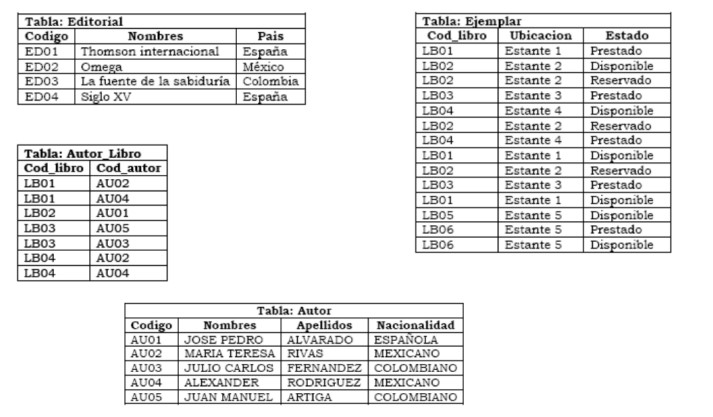 Tabla: Editorial
Codigo Nombres Pais
ED01 Thomson internacional España
ED02 Omega México
ED03 La fuente de la sabiduría Colombia
ED04 Siglo XV España
Tabla: Ejemplar
Cod_libro Ubicacion Estado
LB01 Estante 1 Prestado
LB02 Estante 2 Disponible
LB02 Estante 2 Reservado
LB03 Estante 3 Prestado
LB04 Estante 4 Disponible
LB02 Estante 2 Reservado
LB04 Estante 4 Prestado
LB01 Estante 1 Disponible
LB02 Estante 2 Reservado
LB03 Estante 3 Prestado
LB01 Estante 1 Disponible
LB05 Estante 5 Disponible
LB06 Estante 5 Prestado
LB06 Estante 5 Disponible
Tabla: Autor_Libro
Cod_libro Cod_autor
LB01 AU02
LB01 AU04
LB02 AU01
LB03 AU05
LB03 AU03
LB04 AU02
LB04 AU04
Tabla: Autor
Codigo Nombres Apellidos Nacionalidad
AU01 JOSE PEDRO ALVARADO ESPAÑOLA
AU02 MARIA TERESA RIVAS MEXICANO
AU03 JULIO CARLOS FERNANDEZ COLOMBIANO
AU04 ALEXANDER RODRIGUEZ MEXICANO
AU05 JUAN MANUEL ARTIGA COLOMBIANO